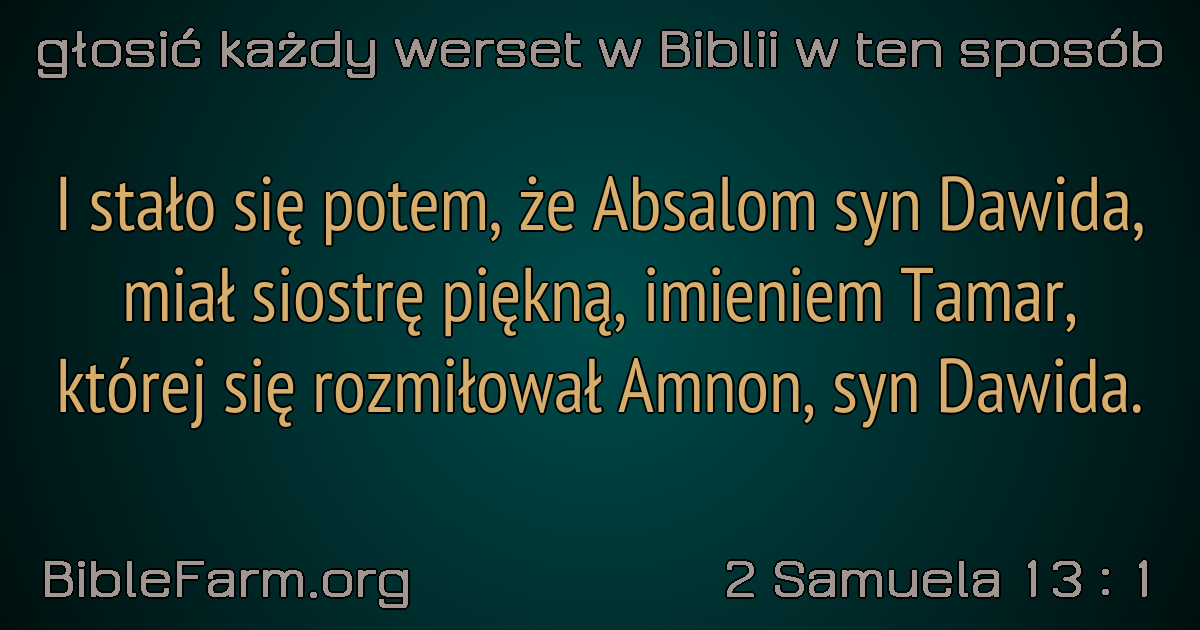 głosić każdy werset w Biblii w ten sposób
I stało się potem, że Absalom syn Dawida,
miał siostrę piękną, imieniem Tamar,
której się rozmiłował Amnon, syn Dawida.
BibleFarm.org
2 Samuela 13 : 1